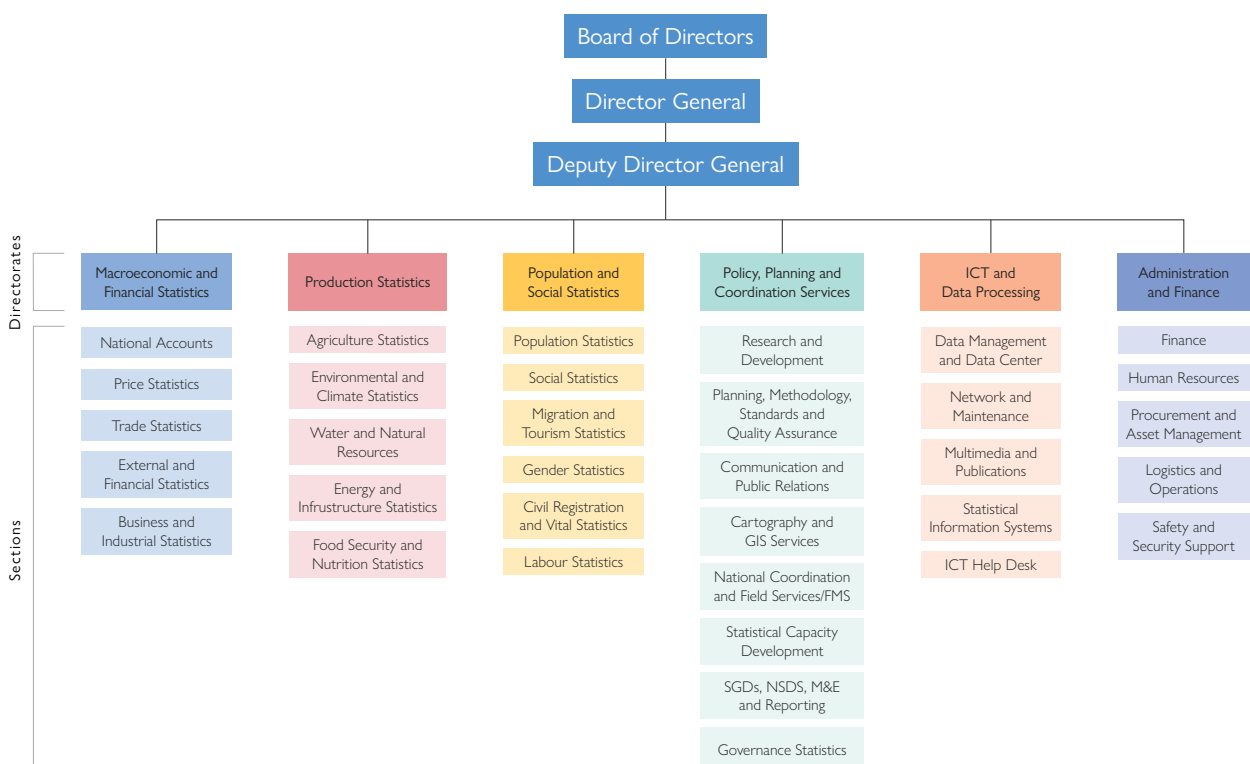 Board of Directors
Director General
Deputy Director General
Directorates
Macroeconomic and
Financial Statistics
Production Statistics
Population and
Social Statistics
Policy, Planning and
Coordination Services
ICT and
Data Processing
Administration
and Finance
Sections
National Accounts
Price Statistics
Trade Statistics
External and
Financial Statistics
Business and
Industrial Statistics
Agriculture Statistics
Environmental and
Climate Statistics
Water and Natural
Resources
Energy and
Infrustructure Statistics
Food Security and
Nutrition Statistics
Population Statistics
Social Statistics
Migration and
Tourism Statistics
Gender Statistics
Civil Registration
and Vital Statistics
Labour Statistics
Research and
Development
Planning, Methodology,
Standards and
Quality Assurance
Communication and
Public Relations
Cartography and
GIS Services
National Coordination
and Field Services/FMS
Statistical Capacity
Development
SGDs, NSDS, M&E
and Reporting
Governance Statistics
Data Management
and Data Center
Network and
Maintenance
Multimedia and
Publications
Statistical
Information Systems
ICT Help Desk
Finance
Human Resources
Procurement and
Asset Management
Logistics and
Operations
Safety and
Security Support